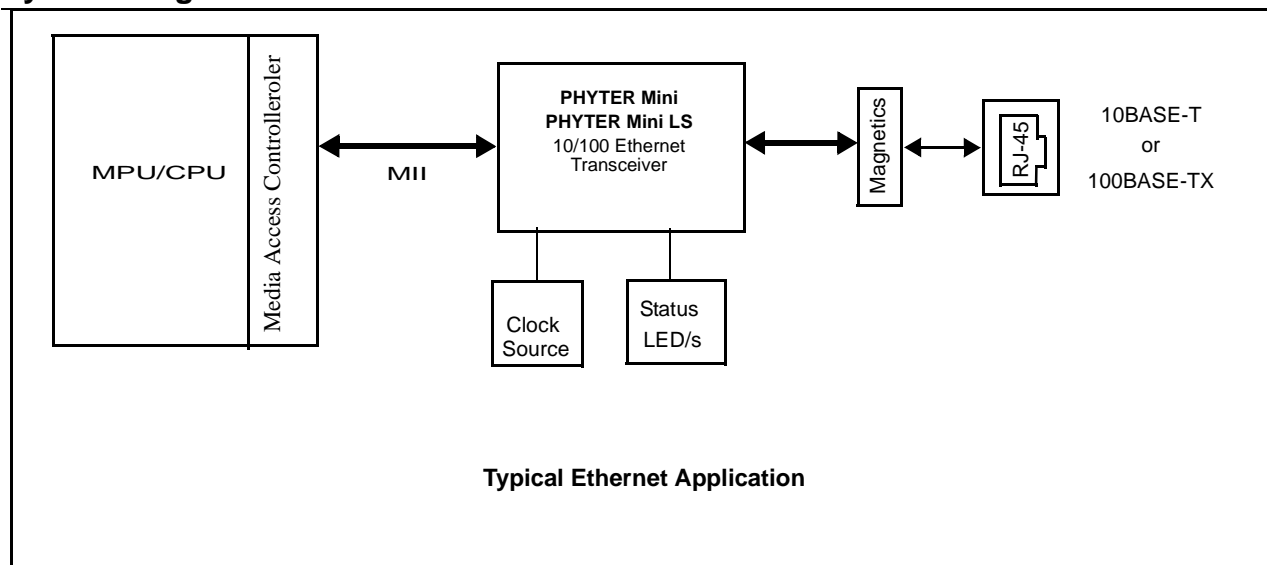 MPU/CPU
Media Access Controlleroler
MII
PHYTER Mini
PHYTER Mini LS
10/100 Ethernet
Transceiver
Magnetics
RJ-45
10BASE-T
or
100BASE-TX
Clock
Source
Status
LED/s
Typical Ethernet Application